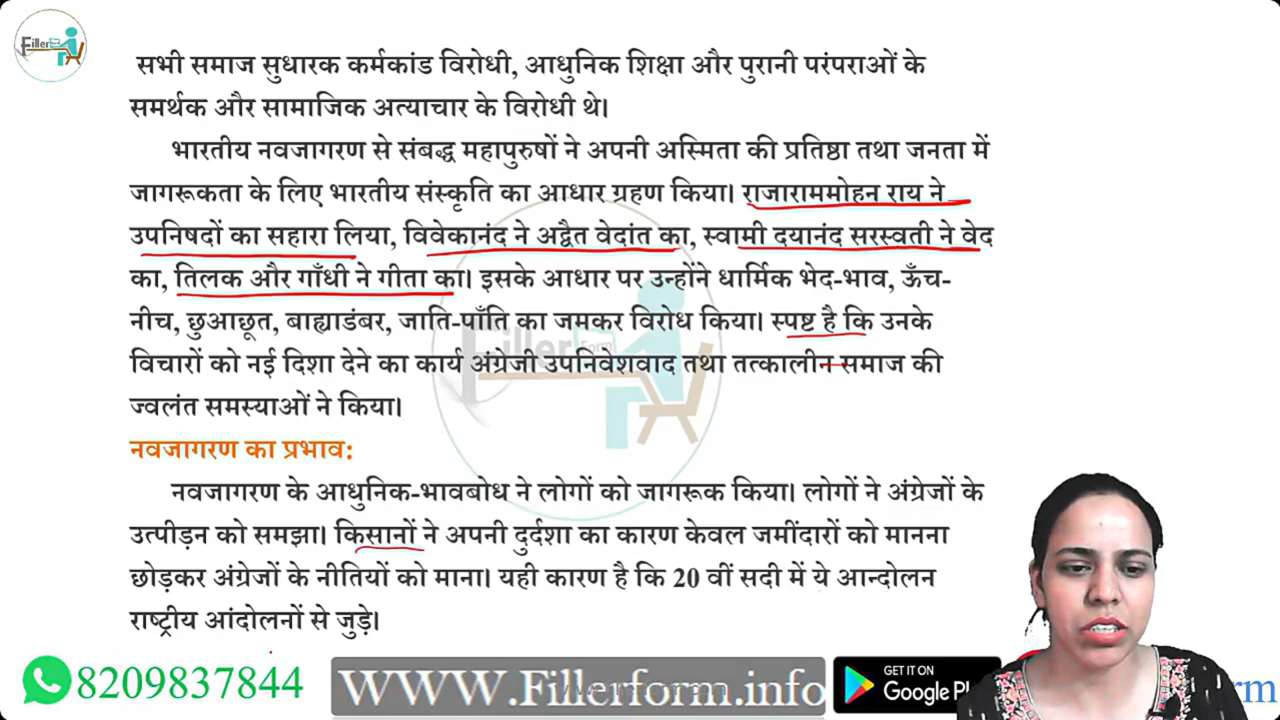 Fillerform
सभी समाज सुधारक कर्मकांड विरोधी, आधुनिक शिक्षा और पुरानी परंपराओं के
समर्थक और सामाजिक अत्याचार के विरोधी थे।
भारतीय नवजागरण से संबद्ध महापुरुषों ने अपनी अस्मिता की प्रतिष्ठा तथा जनता में
जागरूकता के लिए भारतीय संस्कृति का आधार ग्रहण किया। राजाराममोहन राय ने
उपनिषदों का सहारा लिया, विवेकानंद ने अद्वैत वेदांत का, स्वामी दयानंद सरस्वती ने वेद
का, तिलक और गाँधी ने गीता का। इसके आधार पर उन्होंने धार्मिक भेद-भाव, ऊँच-
नीच, छुआछूत, बाह्याडंबर, जाति-पाँति का जमकर विरोध किया। स्पष्ट है कि उनके
विचारों को नई दिशा देने का कार्य अंग्रेजी उपनिवेशवाद तथा तत्कालीन समाज की
ज्वलंत समस्याओं ने किया।
नवजागरण का प्रभाव:
नवजागरण के आधुनिक-भावबोध ने लोगों को जागरूक किया। लोगों ने अंग्रेजों के
उत्पीड़न को समझा। किसानों ने अपनी दुर्दशा का कारण केवल जमींदारों को मानना
छोड़कर अंग्रेजों के नीतियों को माना। यही कारण है कि 20 वीं सदी में ये आन्दोलन
राष्ट्रीय आंदोलनों से जुड़े।
8209837844
WWW.Fillerform.info
GET IT ON
Google Pl
rm